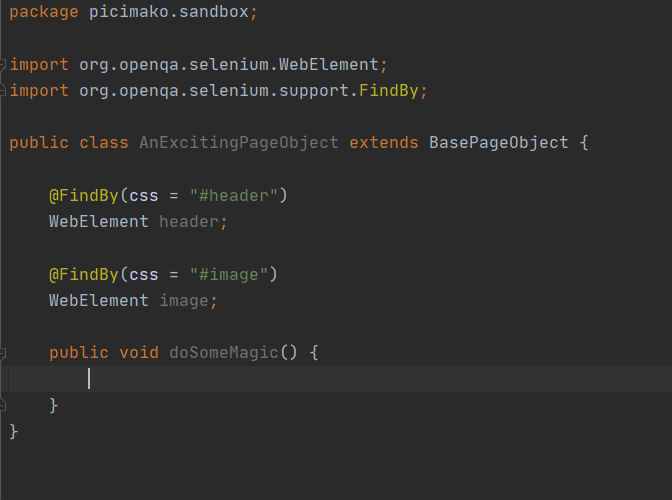 package picimako.sandbox;
import org.openqa.selenium.WebElement;
import org.openqa.selenium.support.FindBy;
public class AnExcitingPageObject extends BasePageObject {
@FindBy(css = "#header")
WebElement header;
@FindBy(css = "#image")
WebElement image;
public void doSomeMagic() {
}
}